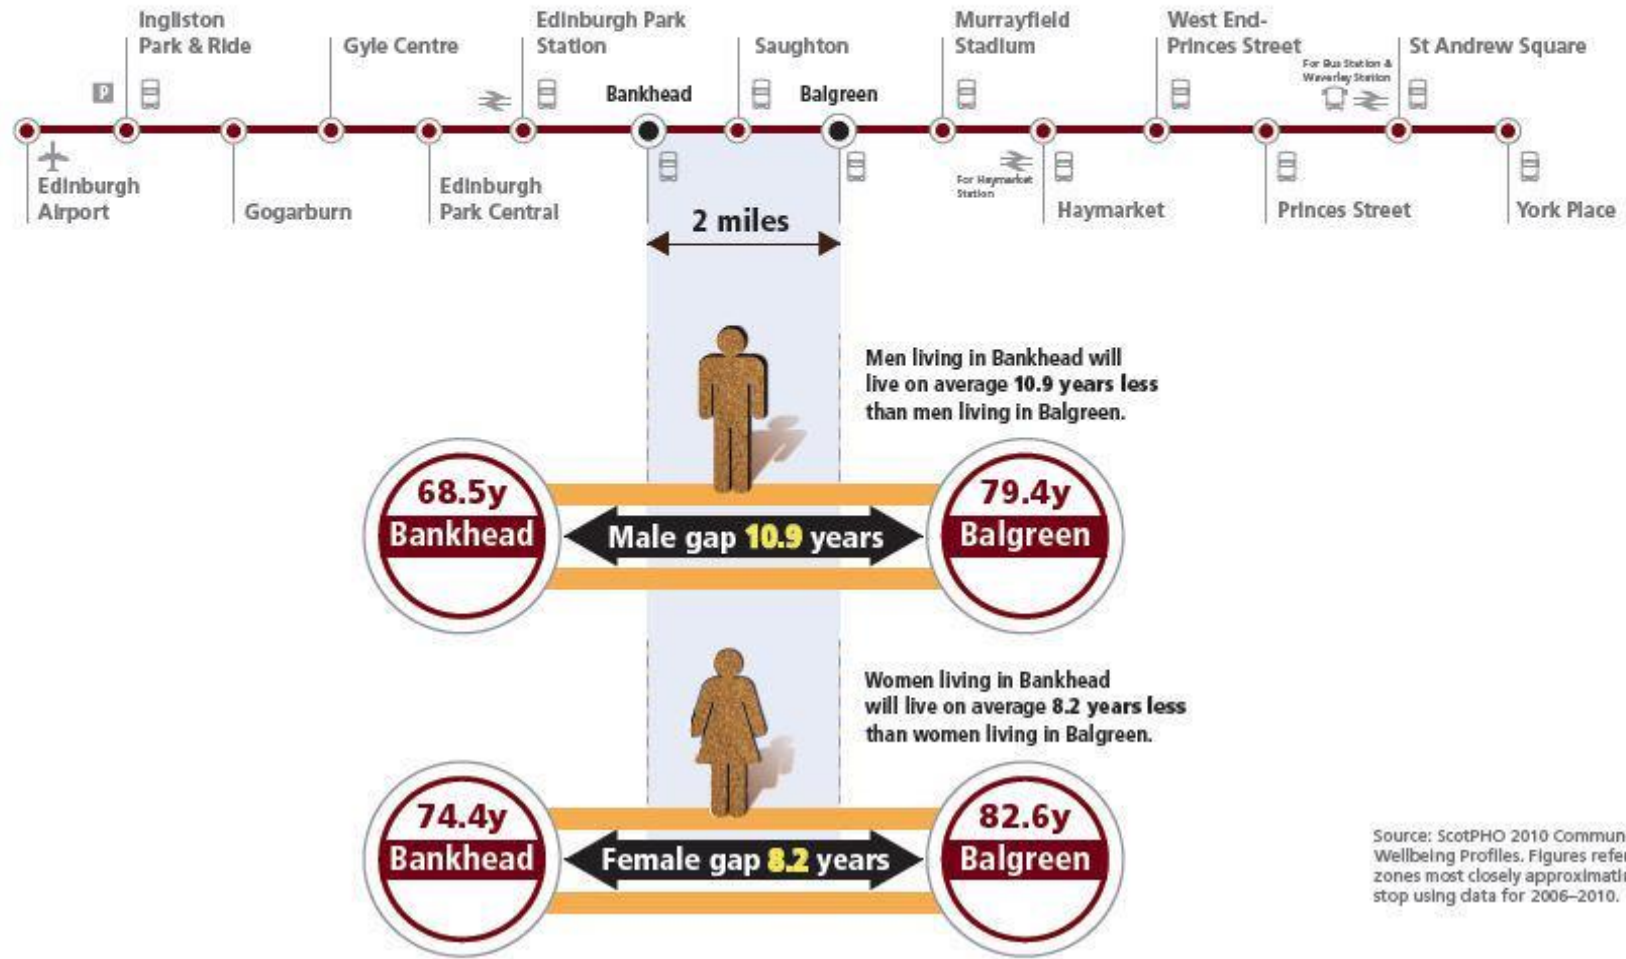 Ingliston
Park & Ride
Gyle Centre
Edinburgh Park
Station
Saughton
Murrayfield
Stadium
West End-
Princes Street
St Andrew Square
For Bus Station &
Waverley Station
P
Bankhead
Balgreen
Edinburgh
Airport
Gogarburn
Edinburgh
Park Central
For Haymarket
Station
Haymarket
Princes Street
York Place
2 miles
Men living in Bankhead will
live on average 10.9 years less
than men living in Balgreen.
68.5y
Bankhead
Male gap 10.9 years
79.4y
Balgreen
Women living in Bankhead
will live on average 8.2 years less
than women living in Balgreen.
74.4y
Bankhead
Female gap 8.2 years
82.6y
Balgreen
Source: ScotPHO 2010 Commun
Wellbeing Profiles. Figures refer
zones most closely approximatin
stop using data for 2006–2010.